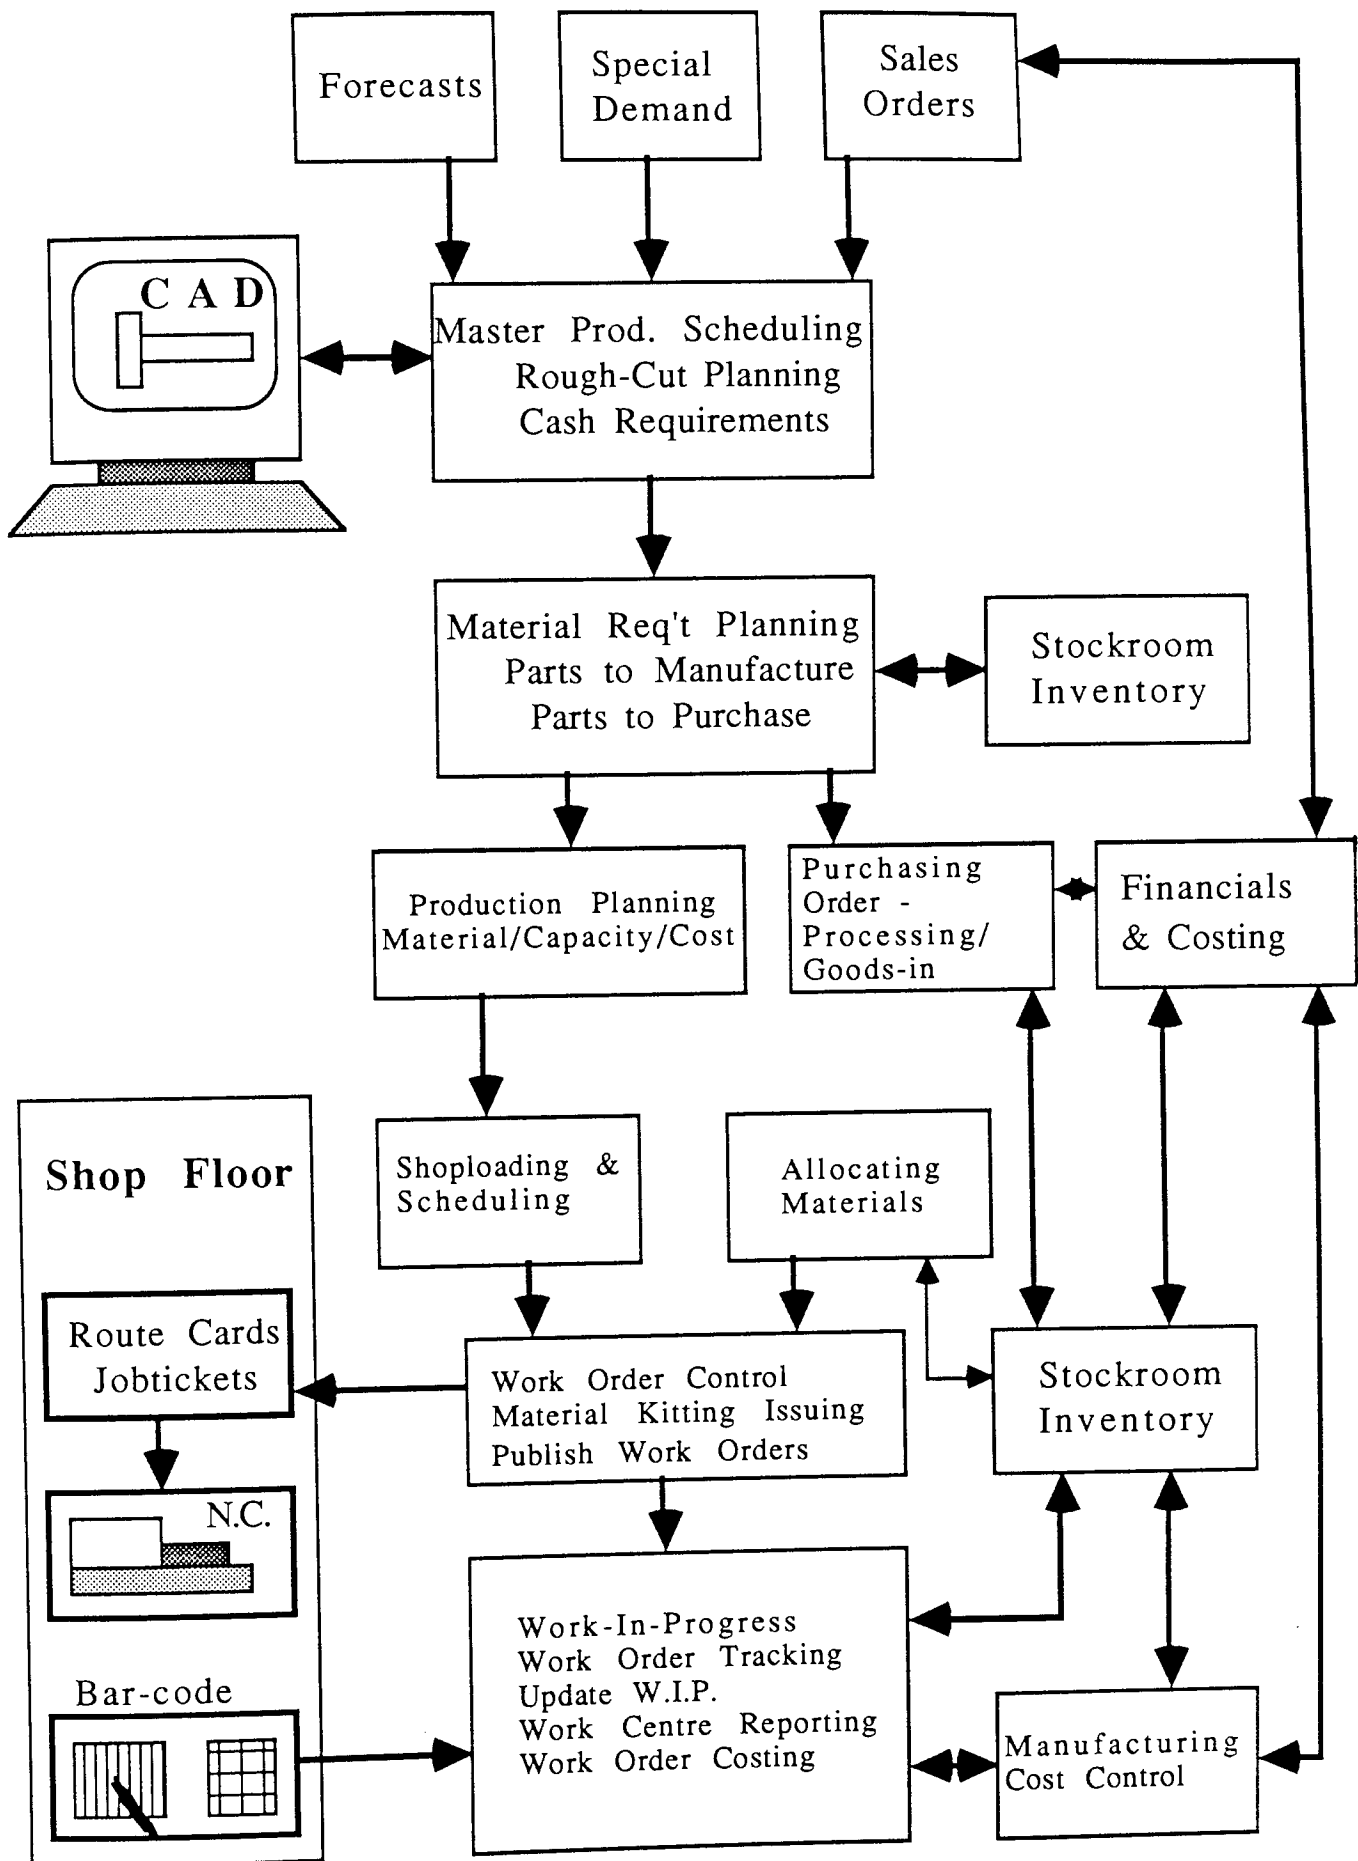 Forecasts
Special
Demand
Sales
Orders
C A D
Master Prod. Scheduling
Rough-Cut Planning
Cash Requirements
Material Req't Planning
Parts to Manufacture
Parts to Purchase
Stockroom
Inventory
Production Planning
Material/Capacity/Cost
Purchasing
Order -
Processing/
Goods-in
Financials
& Costing
Shop Floor
Shoploading &
Scheduling
Allocating
Materials
Route Cards
Jobtickets
Work Order Control
Material Kitting Issuing
Publish Work Orders
Stockroom
Inventory
N.C.
Work-In-Progress
Work Order Tracking
Update W.I.P.
Work Centre Reporting
Work Order Costing
Bar-code
Manufacturing
Cost Control